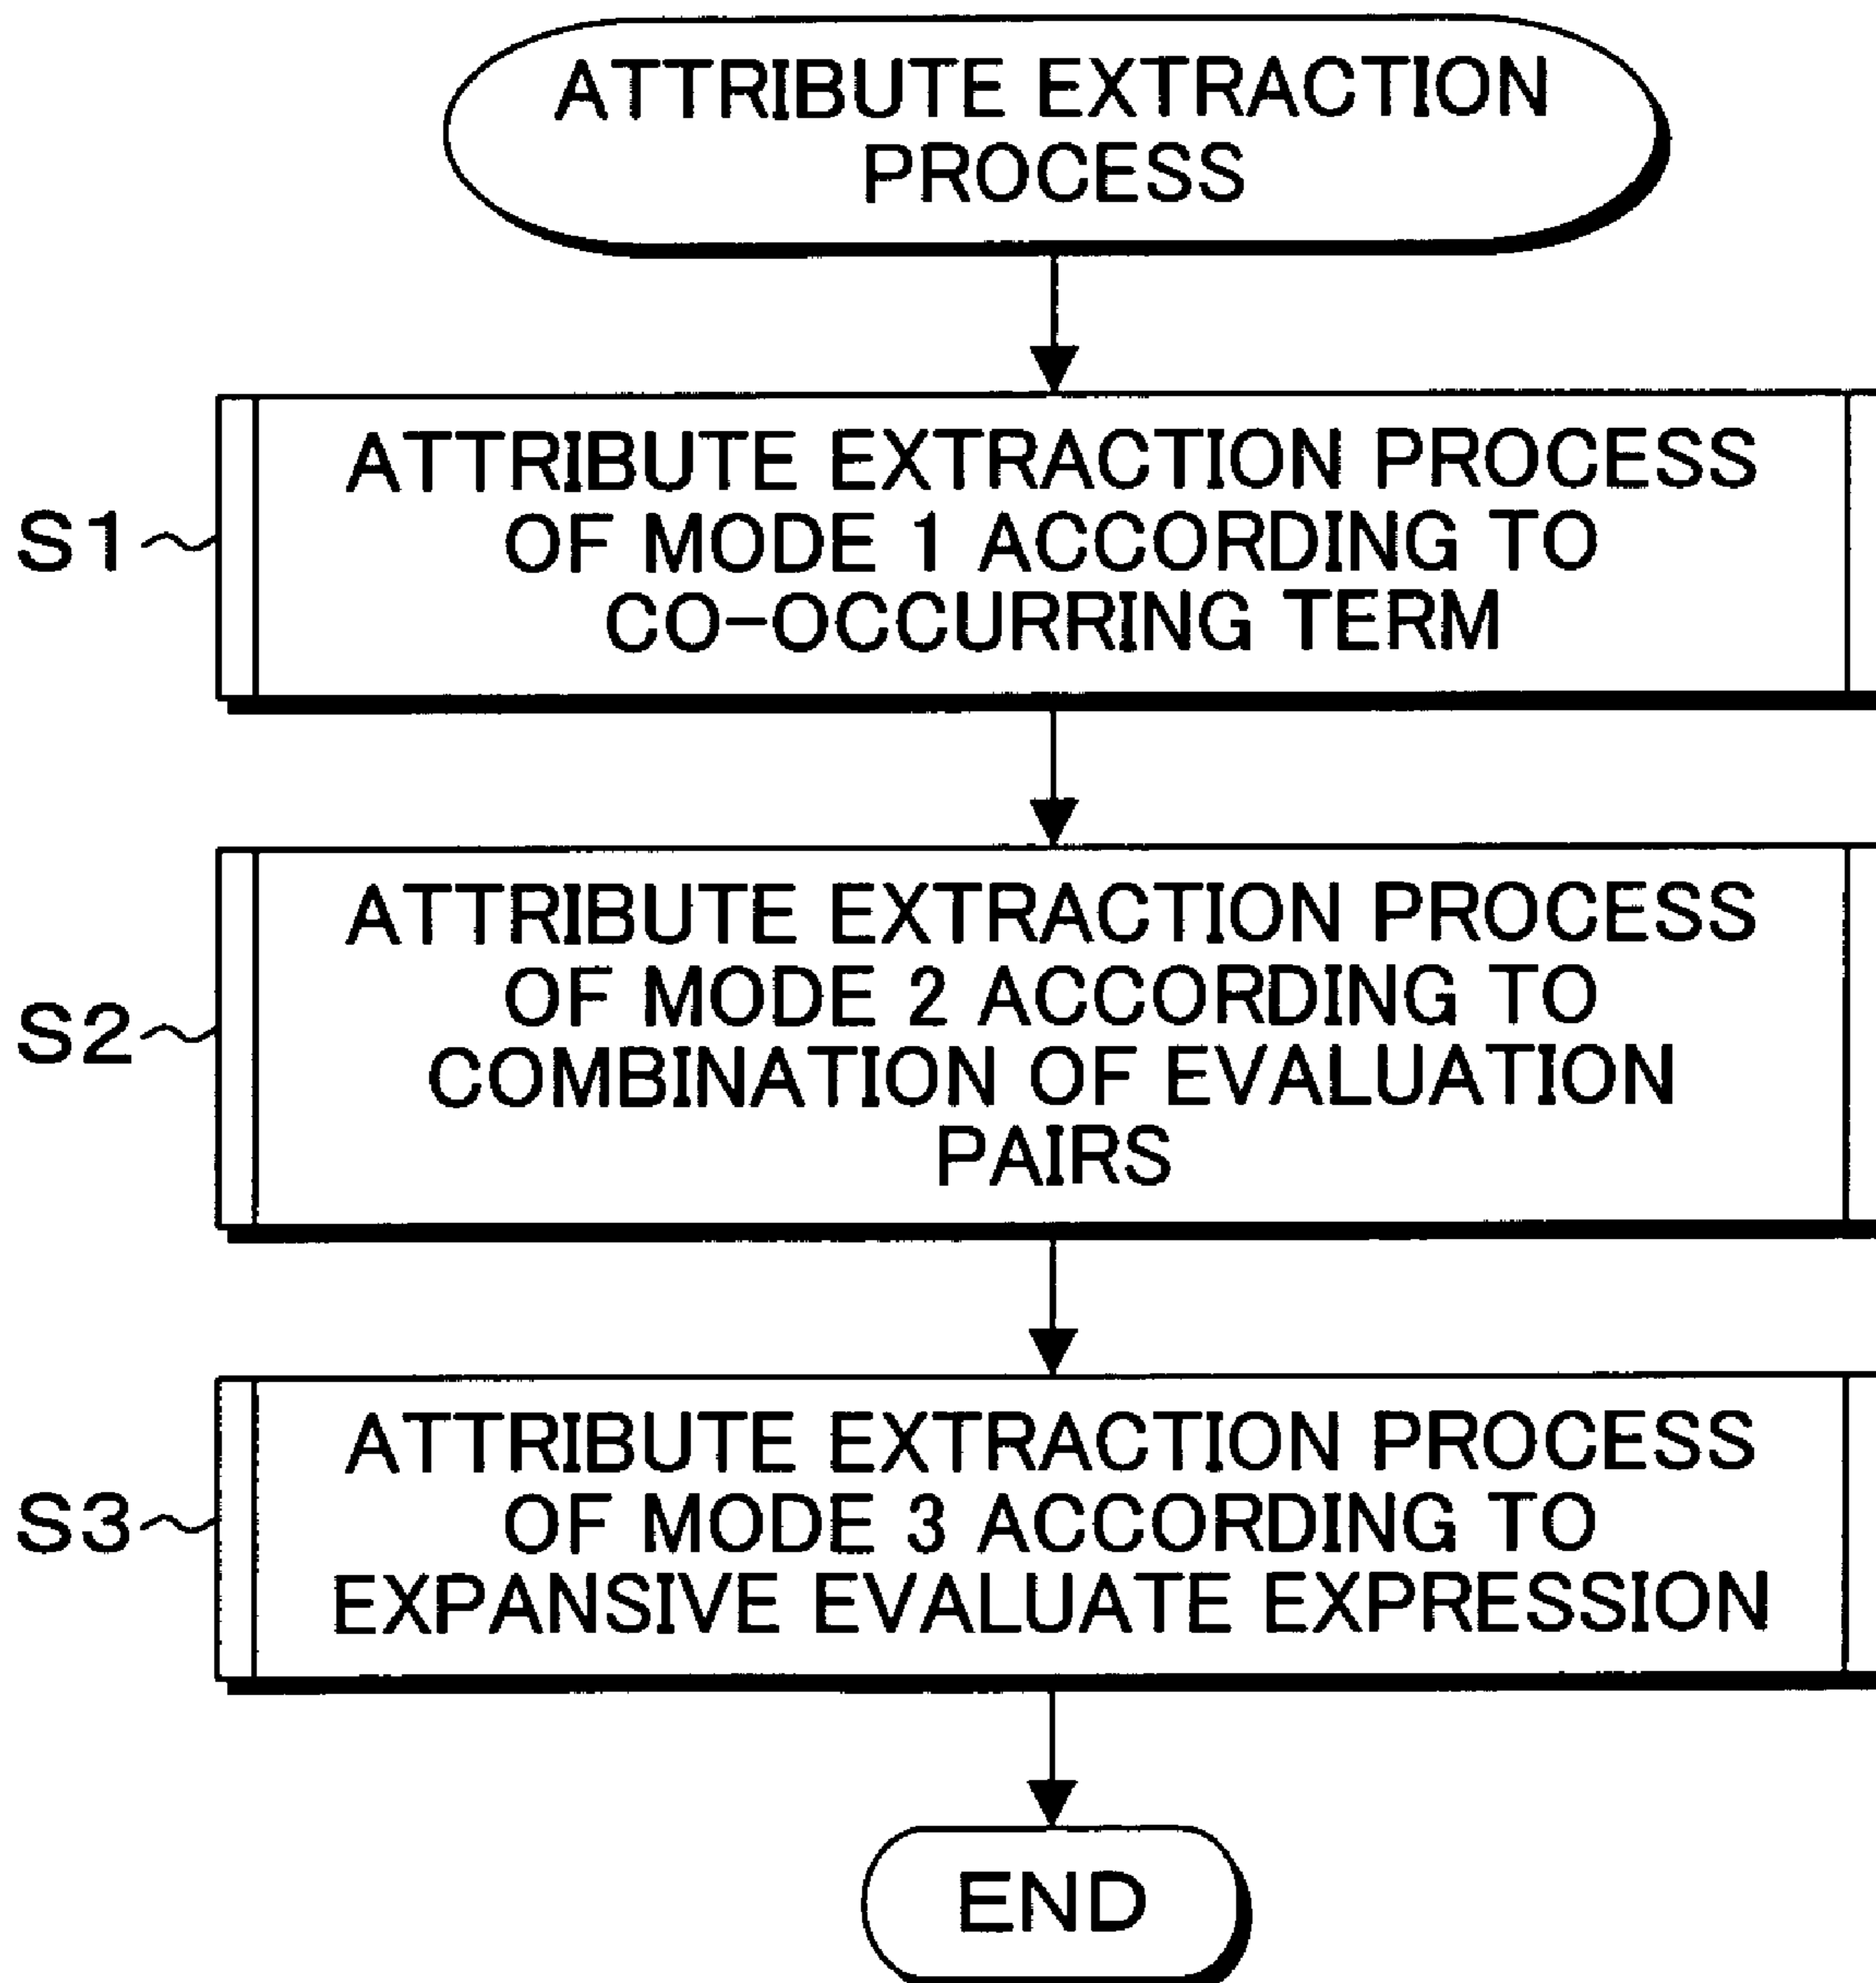 ATTRIBUTE EXTRACTION
PROCESS
S1
ATTRIBUTE EXTRACTION PROCESS
OF MODE 1 ACCORDING TO
CO-OCCURRING TERM
S2
ATTRIBUTE EXTRACTION PROCESS
OF MODE 2 ACCORDING TO
COMBINATION OF EVALUATION
PAIRS
S3
ATTRIBUTE EXTRACTION PROCESS
OF MODE 3 ACCORDING TO
EXPANSIVE EVALUATE EXPRESSION
END